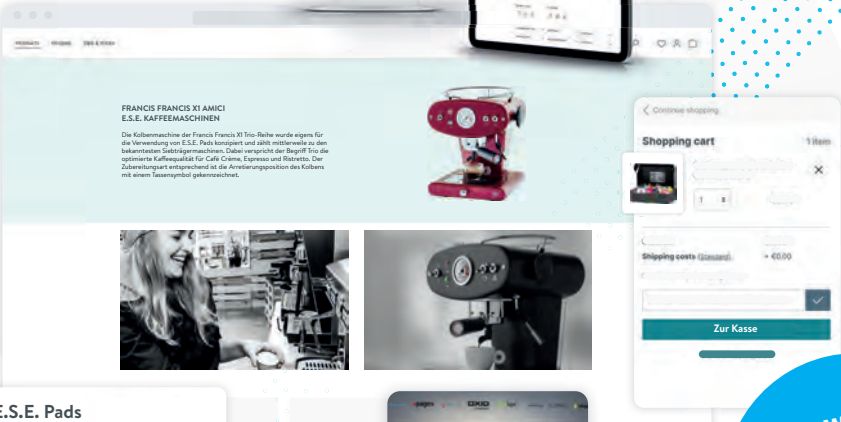 FRANCIS FRANCIS X1 AMICI
E.S.E. KAFFEEMASCHINEN
Die Kolbenmaschine der Francis Francis X1 Trio-Reihe wurde eigens für
die Verwendung von E.S.E. Pads konzipiert und zählt mittlerweile zu den
bekanntesten Siebträgermaschinen. Dabei verspricht der Begriff Trio die
optimierte Kaffeequalität für Café Crème, Espresso und Ristretto. Der
Zubereitungsart entsprechend ist die Arretierungsposition des Kolbens
mit einem Tassensymbol gekennzeichnet.
Continue shopping
Shopping cart
1 item
1
Shipping costs (Standard)
+ €0.00
Zur Kasse
E.S.E. Pads
OXID